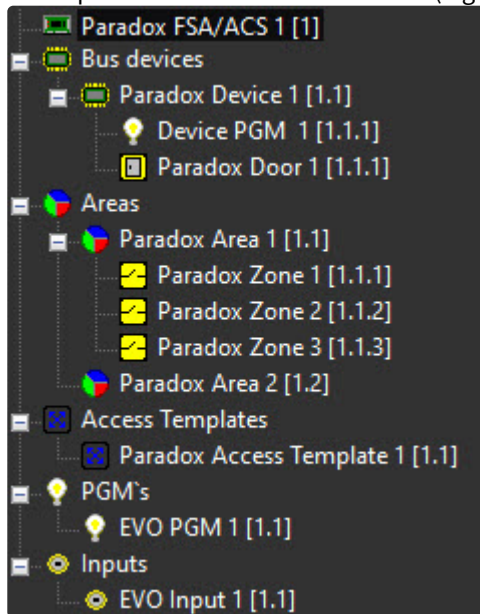 Paradox FSA/ACS 1 [1]
Bus devices
Paradox Device 1 [1.1]
Device PGM  1 [1.1.1]
Paradox Door 1 [1.1.1]
Areas
Paradox Area 1 [1.1]
Paradox Zone 1 [1.1.1]
Paradox Zone 2 [1.1.2]
Paradox Zone 3 [1.1.3]
Paradox Area 2 [1.2]
Access Templates
Paradox Access Template 1 [1.1]
PGM`s
EVO PGM 1 [1.1]
Inputs
EVO Input 1 [1.1]